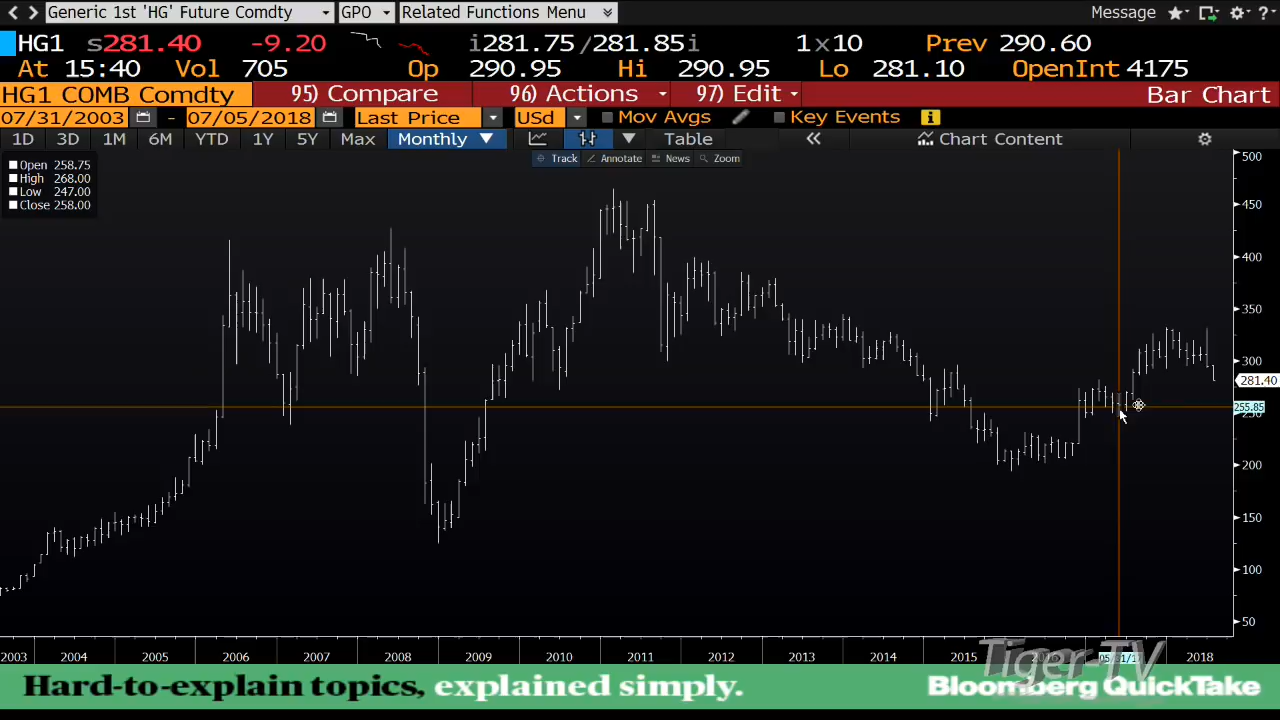 Generic 1st 'HG' Future Comdty GPO Related Functions Menu Message ?
HG1 s281.40 -9.20 i281.75/281.85i 1x10 Prev 290.60
At 15:40 Vol 705 Op 290.95 Hi 290.95 Lo 281.10 OpenInt 4175
HG1 COMB Comdty 95) Compare 96) Actions 97) Edit Bar Chart
07/31/2003 - 07/05/2018 Last Price USd Mov Avgs Key Events i
1D 3D 1M 6M YTD 1Y 5Y Max Monthly Table Chart Content
Track Annotate News Zoom
Open 258.75
High 268.00
Low 247.00
Close 258.00
500
450
400
350
300
281.40
255.85
200
150
100
50
2003 2004 2005 2006 2007 2008 2009 2010 2011 2012 2013 2014 2015 05/31/17 2018
Tiger TV
Hard-to-explain topics, explained simply. Bloomberg QuickTake